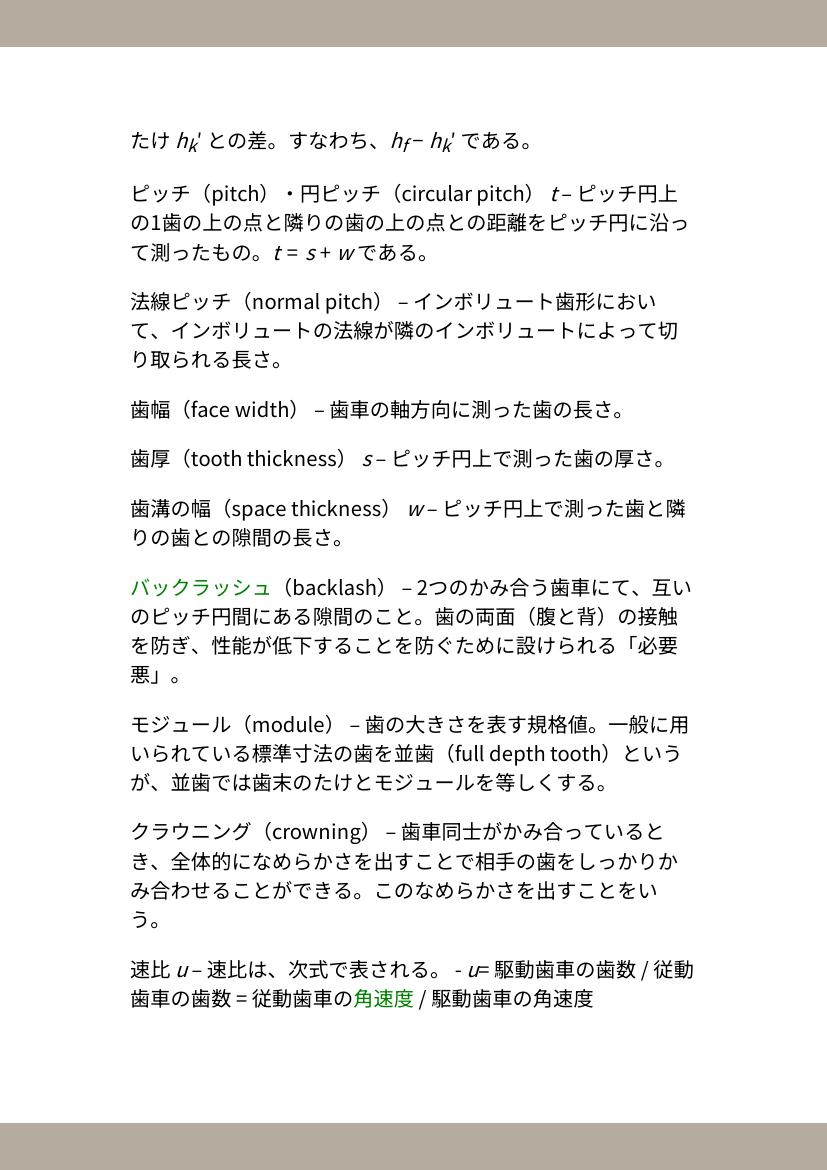 たけ hk' との差。すなわち、hf − hk' である。
ピッチ（pitch）・円ピッチ（circular pitch） t – ピッチ円上
の1歯の上の点と隣りの歯の上の点との距離をピッチ円に沿っ
て測ったもの。t = s + w である。
法線ピッチ（normal pitch） – インボリュート歯形におい
て、インボリュートの法線が隣のインボリュートによって切
り取られる長さ。
歯幅（face width） – 歯車の軸方向に測った歯の長さ。
歯厚（tooth thickness） s – ピッチ円上で測った歯の厚さ。
歯溝の幅（space thickness） w – ピッチ円上で測った歯と隣
りの歯との隙間の長さ。
バックラッシュ（backlash） – 2つのかみ合う歯車にて、互い
のピッチ円間にある隙間のこと。歯の両面（腹と背）の接触
を防ぎ、性能が低下することを防ぐために設けられる「必要
悪」。
モジュール（module） – 歯の大きさを表す規格値。一般に用
いられている標準寸法の歯を並歯（full depth tooth）という
が、並歯では歯末のたけとモジュールを等しくする。
クラウニング（crowning） – 歯車同士がかみ合っていると
き、全体的になめらかさを出すことで相手の歯をしっかりか
み合わせることができる。このなめらかさを出すことをい
う。
速比 u – 速比は、次式で表される。 - u= 駆動歯車の歯数 / 従動
歯車の歯数 = 従動歯車の角速度 / 駆動歯車の角速度